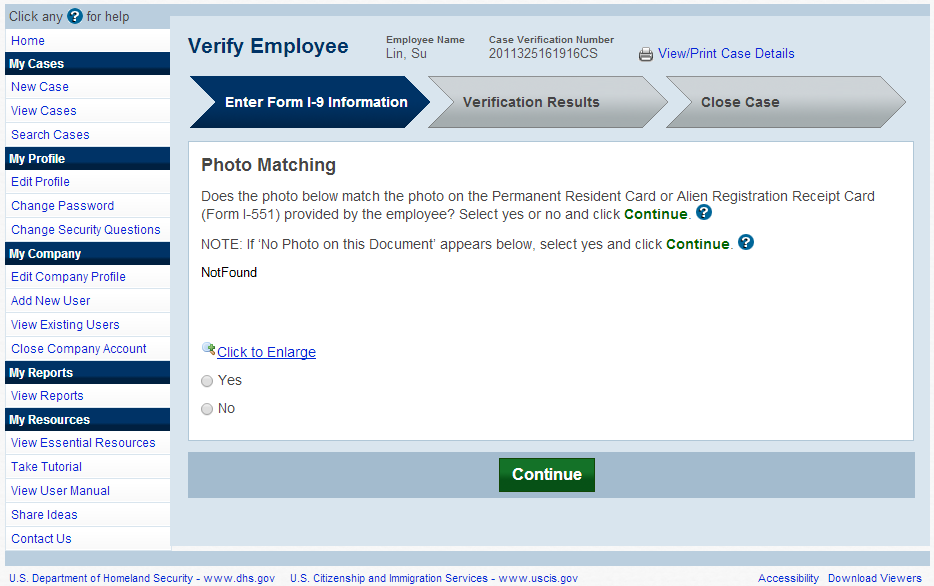 Click any ? for help
Home
My Cases
New Case
View Cases
Search Cases
My Profile
Edit Profile
Change Password
Change Security Questions
My Company
Edit Company Profile
Add New User
View Existing Users
Close Company Account
My Reports
View Reports
My Resources
View Essential Resources
Take Tutorial
View User Manual
Share Ideas
Contact Us
Verify Employee
Employee Name
Lin, Su
Case Verification Number
2011325161916CS
View/Print Case Details
Enter Form I-9 Information
Verification Results
Close Case
Photo Matching
Does the photo below match the photo on the Permanent Resident Card or Alien Registration Receipt Card
(Form I-551) provided by the employee? Select yes or no and click Continue. ?
NOTE: If ‘No Photo on this Document’ appears below, select yes and click Continue. ?
NotFound
Click to Enlarge
Yes
No
Continue
U.S. Department of Homeland Security - www.dhs.gov
U.S. Citizenship and Immigration Services - www.uscis.gov
Accessibility
Download Viewers